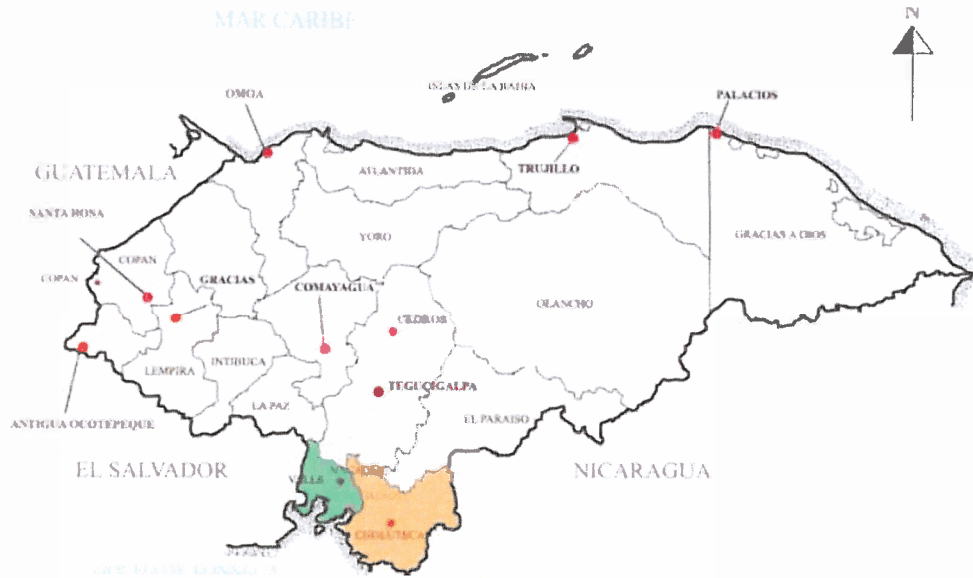 MAR CARIBE
N
ISLAS DE LA BAHIA
OMOA
PALACIOS
GUATEMALA
ATLANTIDA
TRUJILLO
SANTA ROSA
YORO
GRACIAS A DIOS
COPAN
COPAN
GRACIAS
COMAYAGUA
OLANCHO
CEDROS
INTIBUCA
LEMPIRA
TEGUCIGALPA
LA PAZ
EL PARAISO
ANTIGUA OCOTEPEQUE
EL SALVADOR
NICARAGUA
VALLE
CHOLUTECA